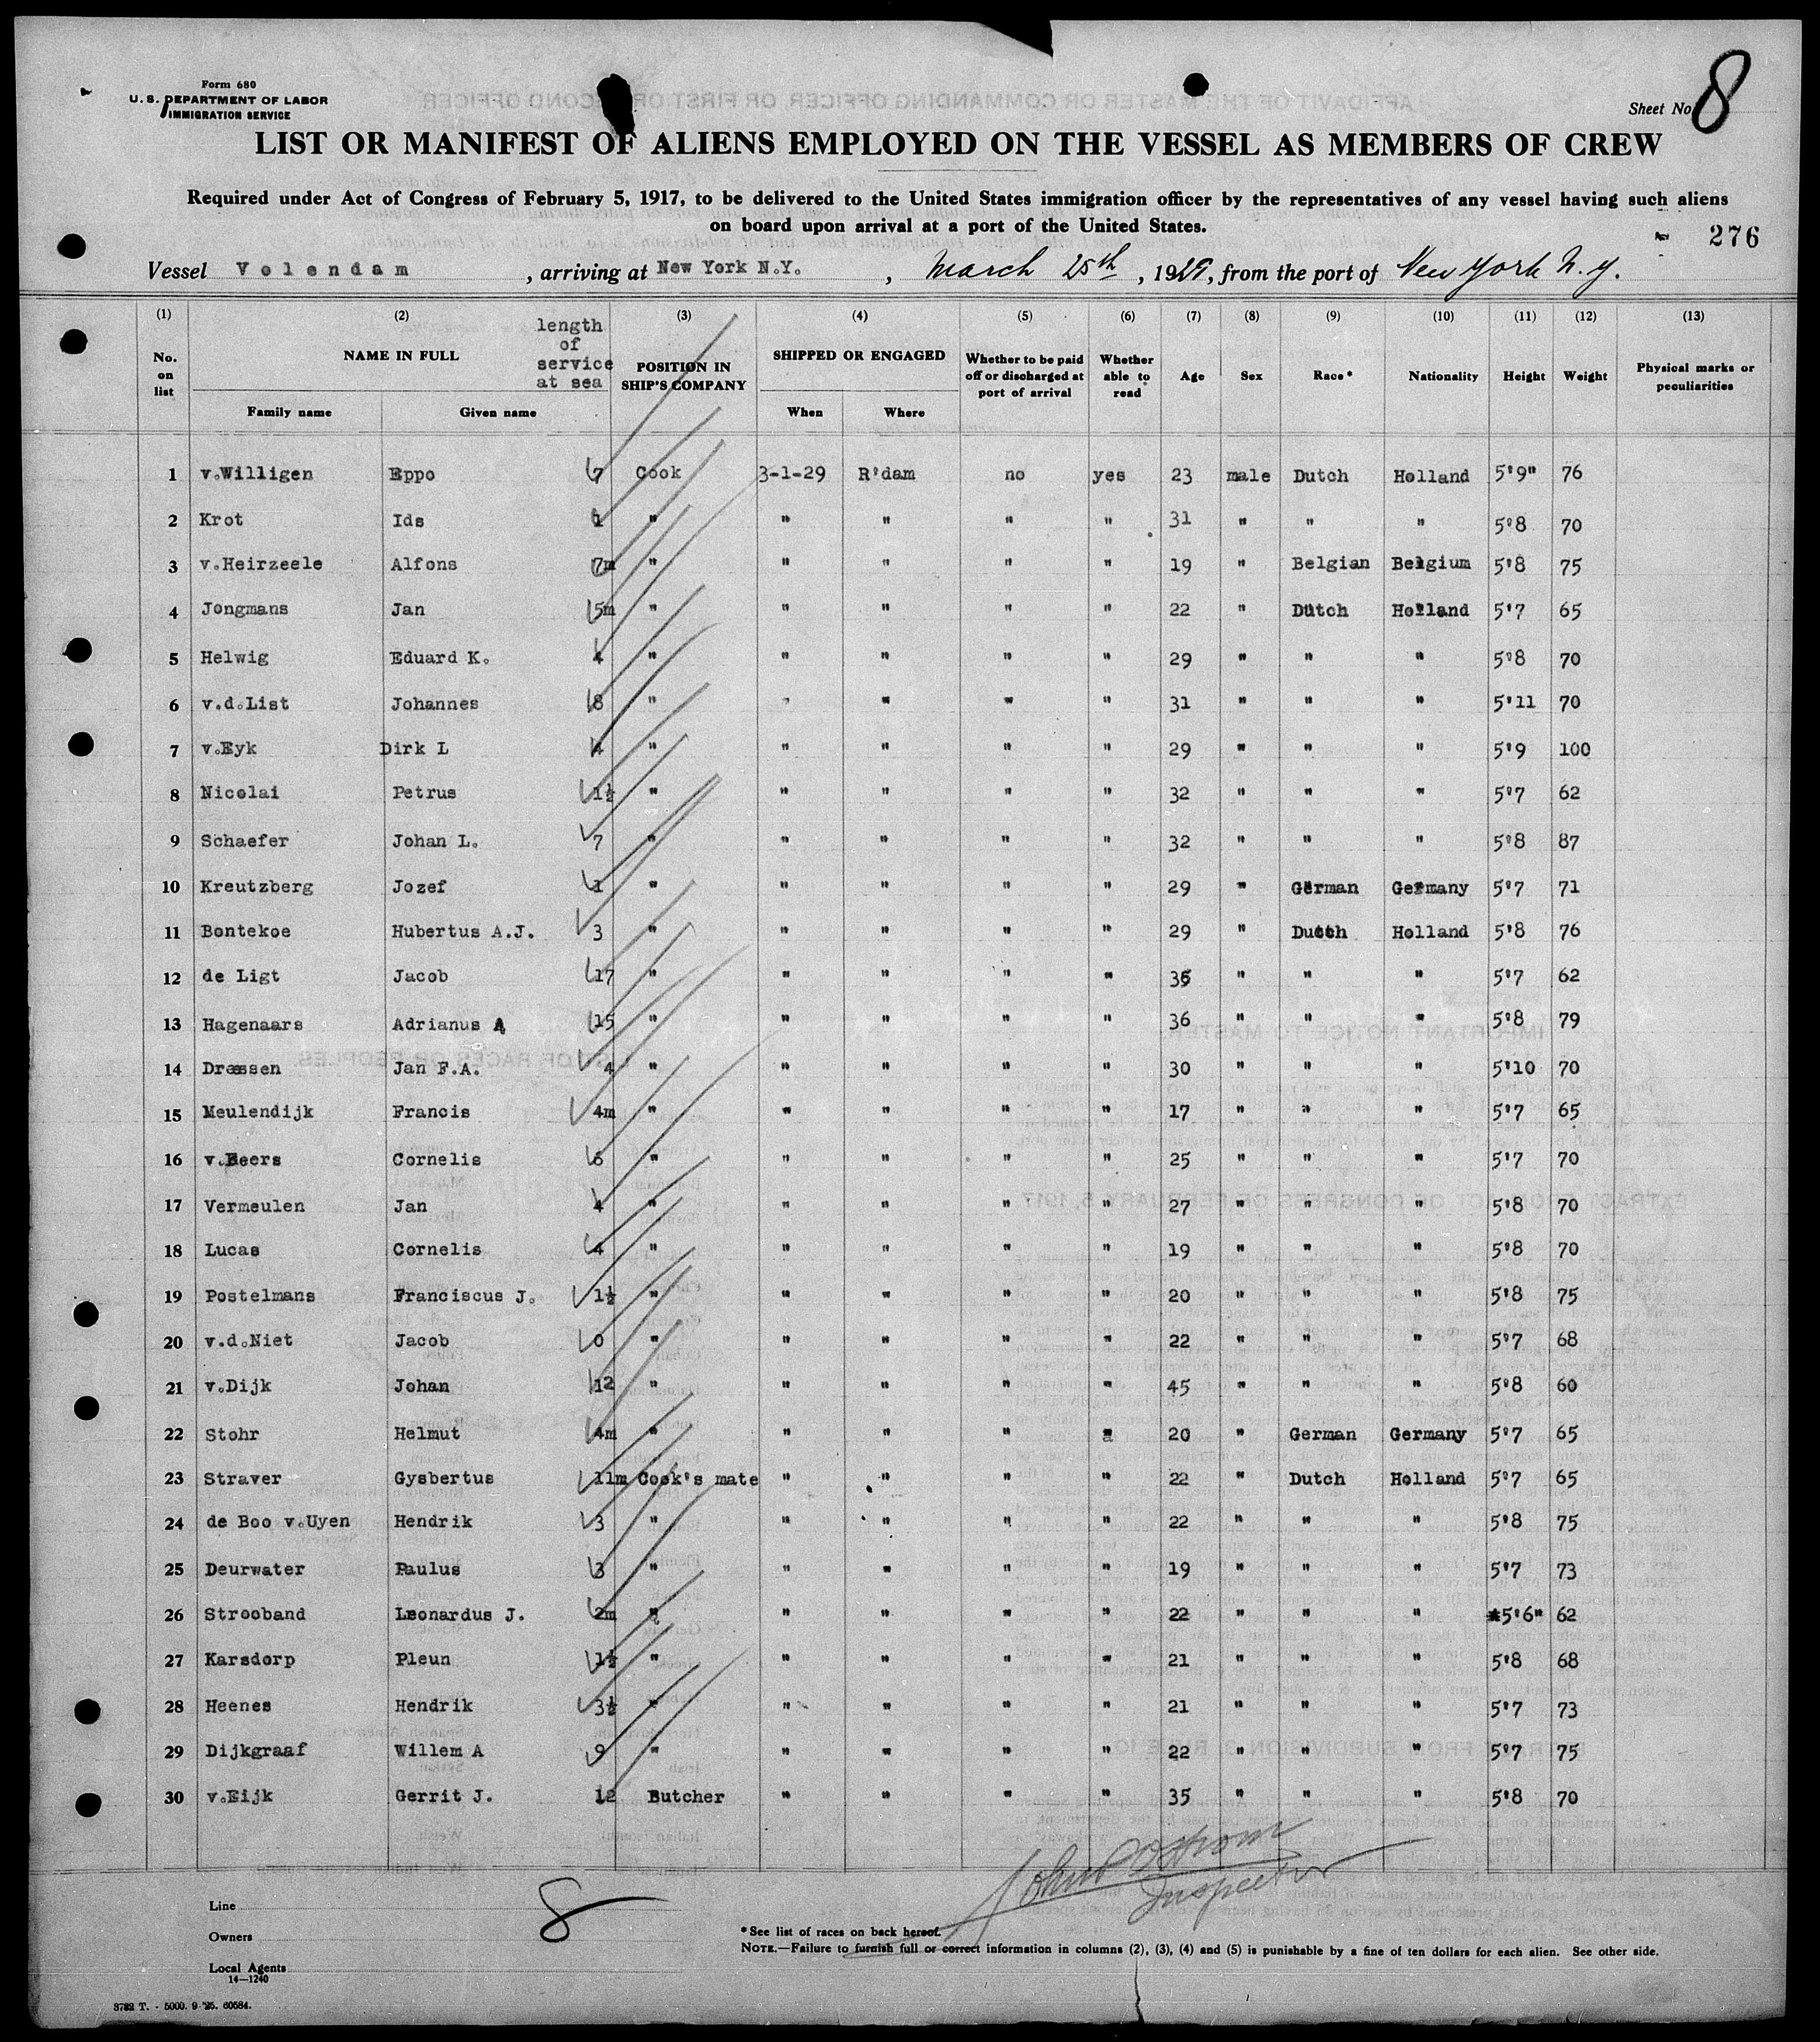 Form 680
U. S. DEPARTMENT OF LABOR
IMMIGRATION SERVICE
Sheet No. 8
LIST OR MANIFEST OF ALIENS EMPLOYED ON THE VESSEL AS MEMBERS OF CREW
Required under Act of Congress of February 5, 1917, to be delivered to the United States immigration officer by the representatives of any vessel having such aliens
on board upon arrival at a port of the United States.
276
Vessel Volendam, arriving at New York N.Y., March 25th, 1929, from the port of New York N.Y.
(1) (2) (3) (4) (5) (6) (7) (8) (9) (10) (11) (12) (13)
No. on list NAME IN FULL length of service at sea POSITION IN SHIP'S COMPANY SHIPPED OR ENGAGED Whether to be paid off or discharged at port of arrival Whether able to read Age Sex Race* Nationality Height Weight Physical marks or peculiarities
Family name Given name When Where
1 v.Willigen Eppo 7 Cook 3-1-29 R'dam no yes 23 male Dutch Holland 5'9" 76
2 Krot Ids 1 " " " " " 31 " " " 5'8 70
3 v.Heirzeele Alfons 7m " " " " " 19 " Belgian Belgium 5'8 75
4 Jongmans Jan 5m " " " " " 22 " Dutch Holland 5'7 65
5 Helwig Eduard K. 4 " " " " " 29 " " " 5'8 70
6 v.d.List Johannes 8 " " " " " 31 " " " 5'11 70
7 v.Eyk Dirk L 4 " " " " " 29 " " " 5'9 100
8 Nicolai Petrus 1½ " " " " " 32 " " " 5'7 62
9 Schaefer Johan L. 7 " " " " " 32 " " " 5'8 87
10 Kreutzberg Jozef 1 " " " " " 29 " German Germany 5'7 71
11 Bontekoe Hubertus A.J. 3 " " " " " 29 " Dutch Holland 5'8 76
12 de Ligt Jacob 17 " " " " " 36 " " " 5'7 62
13 Hagenaars Adrianus A 15 " " " " " 36 " " " 5'8 79
14 Dressen Jan F.A. 4 " " " " " 30 " " " 5'10 70
15 Meulendijk Francis 4m " " " " " 17 " " " 5'7 65
16 v.Beers Cornelis 6 " " " " " 25 " " " 5'7 70
17 Vermeulen Jan 4 " " " " " 27 " " " 5'8 70
18 Lucas Cornelis 4 " " " " " 19 " " " 5'8 70
19 Postelmans Franciscus J. 1½ " " " " " 20 " " " 5'8 75
20 v.d.Niet Jacob 0 " " " " " 22 " " " 5'7 68
21 v.Dijk Johan 12 " " " " " 45 " " " 5'8 60
22 Stohr Helmut 4m " " " " " 20 " German Germany 5'7 65
23 Straver Gysbertus 11m Cook's mate " " " " 22 " Dutch Holland 5'7 65
24 de Boo v.Uyen Hendrik 3 " " " " " 22 " " " 5'8 75
25 Deurwater Paulus 3 " " " " " 19 " " " 5'7 73
26 Strooband Leonardus J. 2m " " " " " 22 " " " 5'6" 62
27 Karsdorp Pleun 1½ " " " " " 21 " " " 5'8 68
28 Heenes Hendrik 3½ " " " " " 21 " " " 5'7 73
29 Dijkgraaf Willem A 9 " " " " " 22 " " " 5'7 75
30 v.Eijk Gerrit J. 12 Butcher " " " " 35 " " " 5'8 70
Inspector
Line
8
Owners
Local Agents
14—1240
*See list of races on back hereof.
NOTE.—Failure to furnish full or correct information in columns (2), (3), (4) and (5) is punishable by a fine of ten dollars for each alien. See other side.
3782 T. - 5000. 9-'25. 60584.